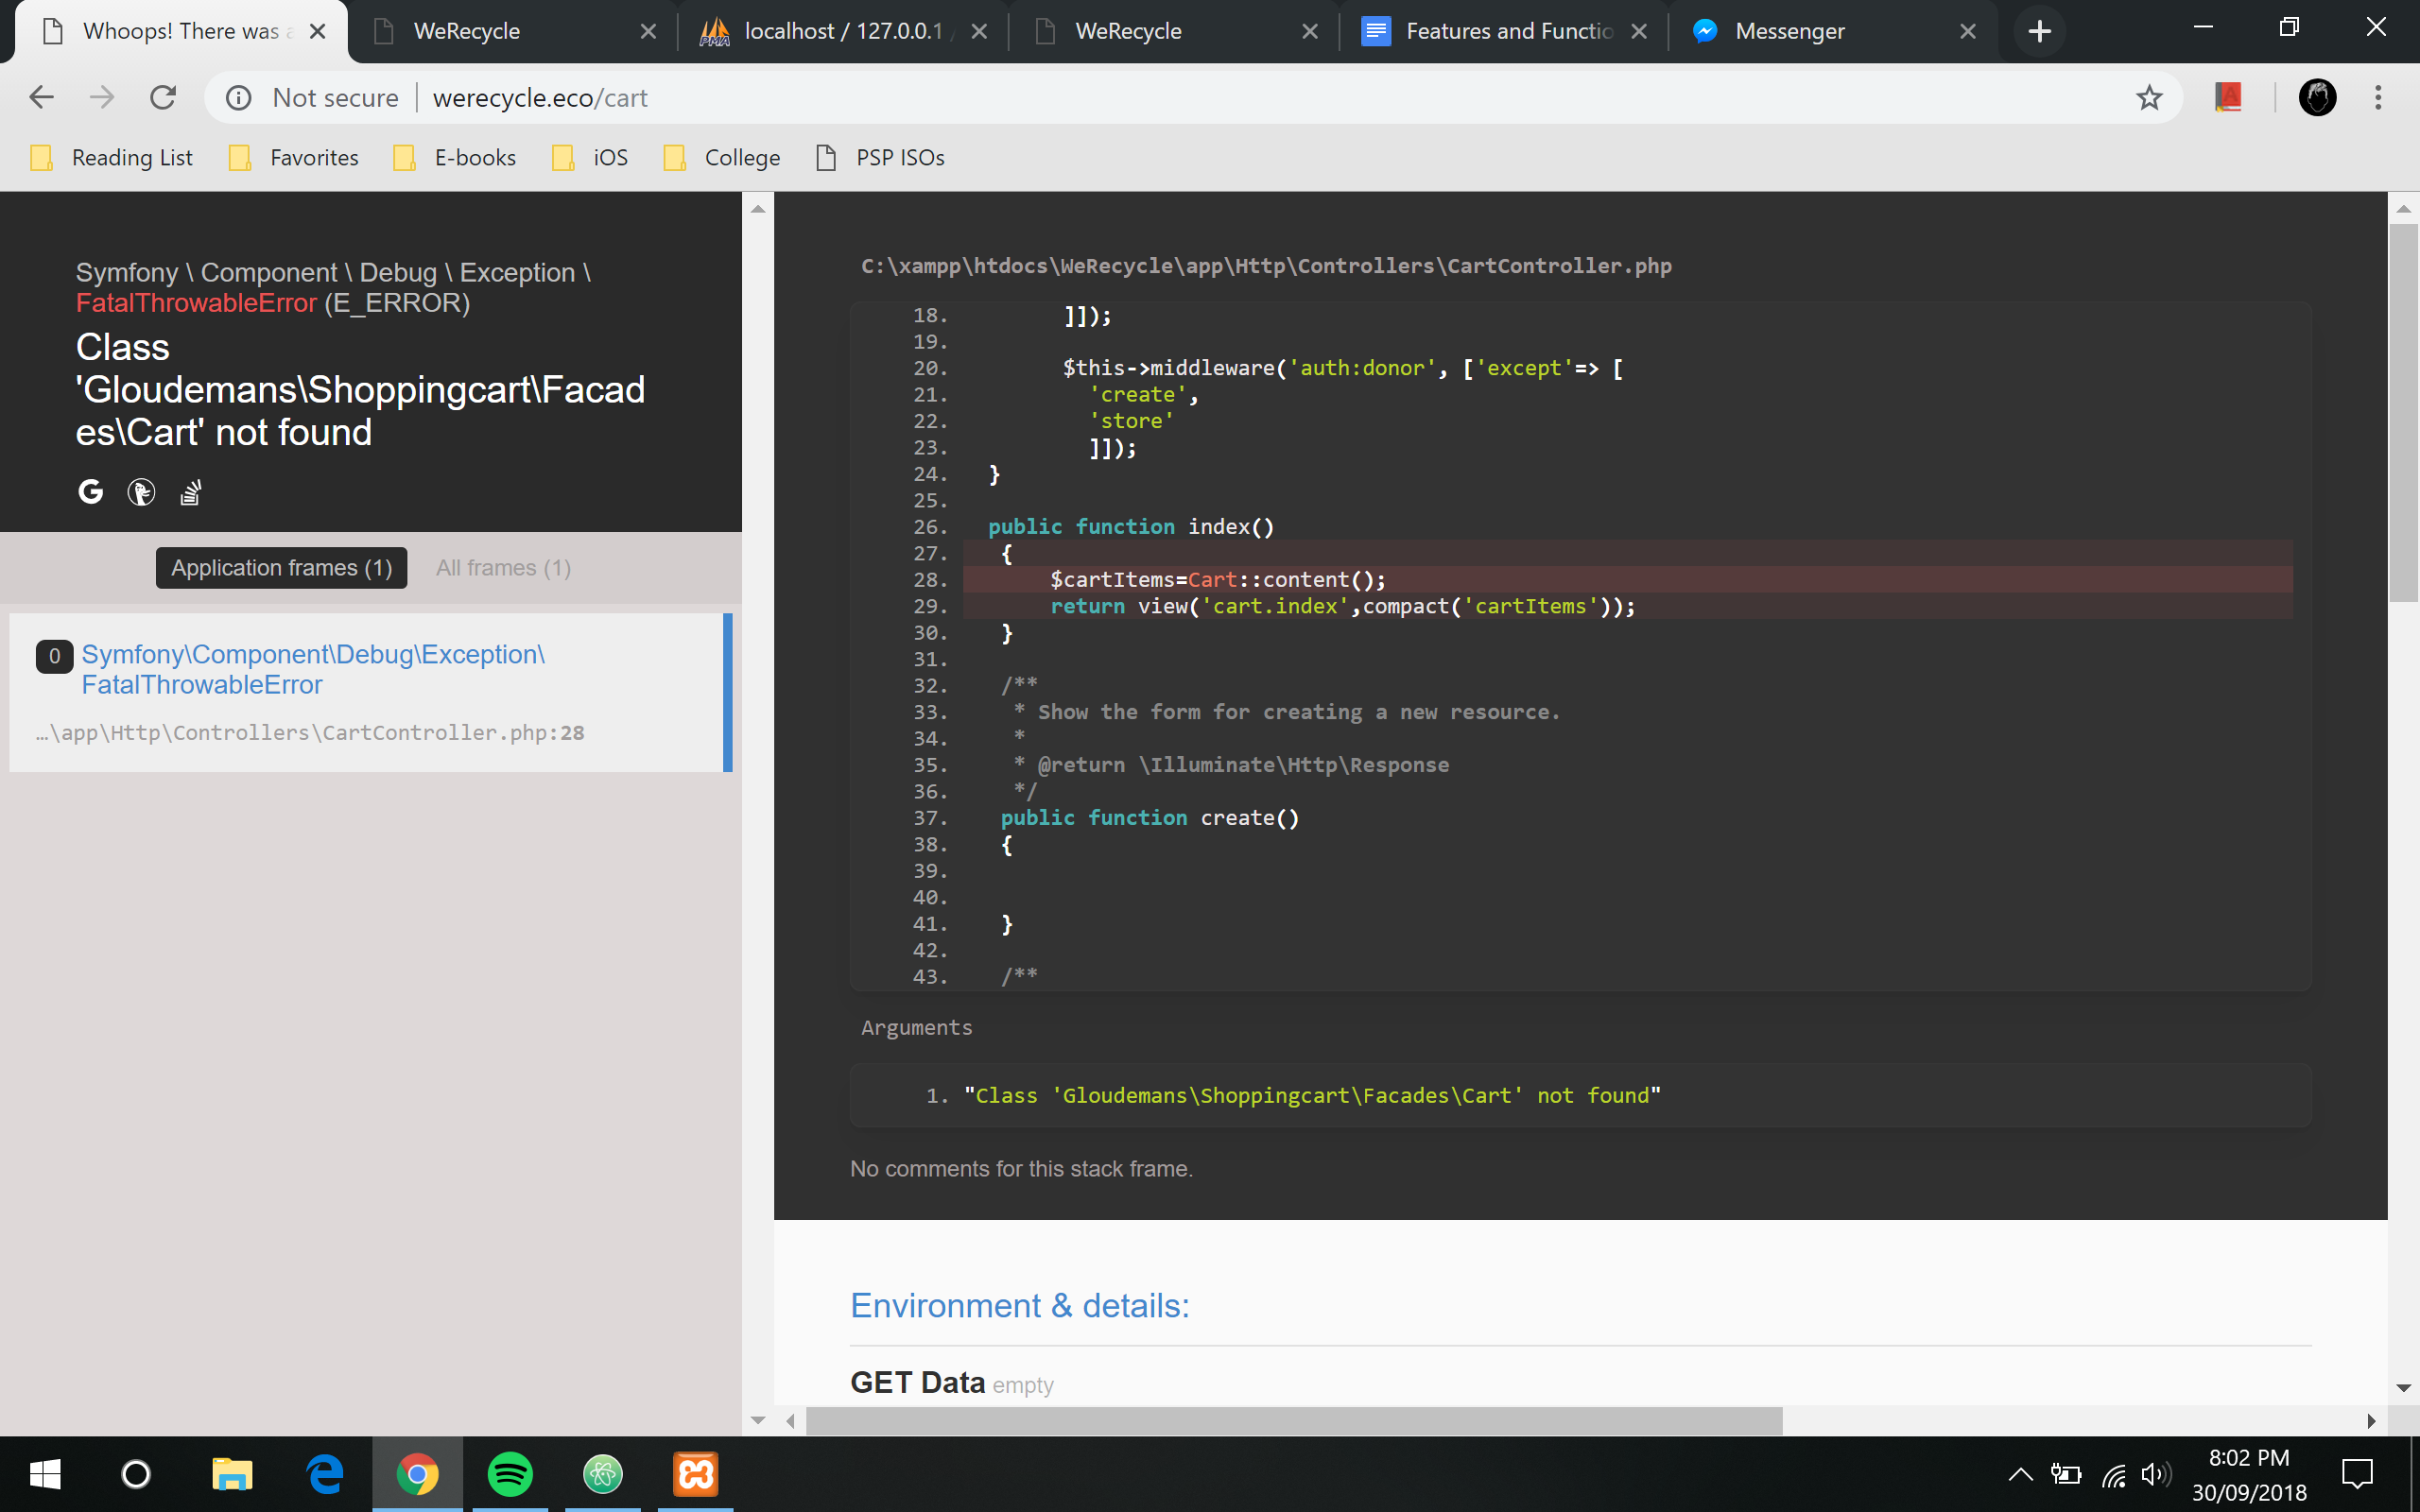 Whoops! There was a
WeRecycle
localhost / 127.0.0.1 /
WeRecycle
Features and Functio
Messenger
Not secure
werecycle.eco/cart
Reading List
Favorites
E-books
iOS
College
PSP ISOs
Symfony \ Component \ Debug \ Exception \
FatalThrowableError (E_ERROR)
Class
'Gloudemans\Shoppingcart\Facad
es\Cart' not found
Application frames (1)
All frames (1)
0
Symfony\Component\Debug\Exception\
FatalThrowableError
…\app\Http\Controllers\CartController.php:28
C:\xampp\htdocs\WeRecycle\app\Http\Controllers\CartController.php
18. ]]);
19.
20. $this->middleware('auth:donor', ['except'=> [
21. 'create',
22. 'store'
23. ]]);
24. }
25.
26. public function index()
27. {
28. $cartItems=Cart::content();
29. return view('cart.index',compact('cartItems'));
30. }
31.
32. /**
33. * Show the form for creating a new resource.
34. *
35. * @return \Illuminate\Http\Response
36. */
37. public function create()
38. {
39.
40.
41. }
42.
43. /**
Arguments
1. "Class 'Gloudemans\Shoppingcart\Facades\Cart' not found"
No comments for this stack frame.
Environment & details:
GET Data empty
8:02 PM
30/09/2018